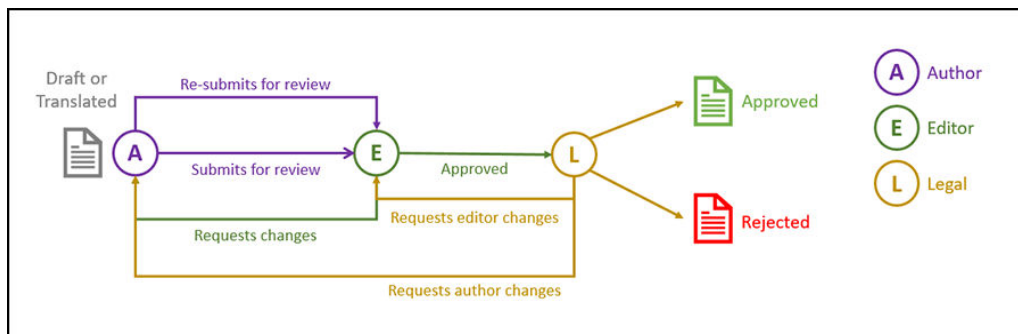 Draft or
Translated
Re-submits for review
A
Submits for review
E
Approved
L
Requests changes
Requests editor changes
Requests author changes
Approved
Rejected
A Author
E Editor
L Legal